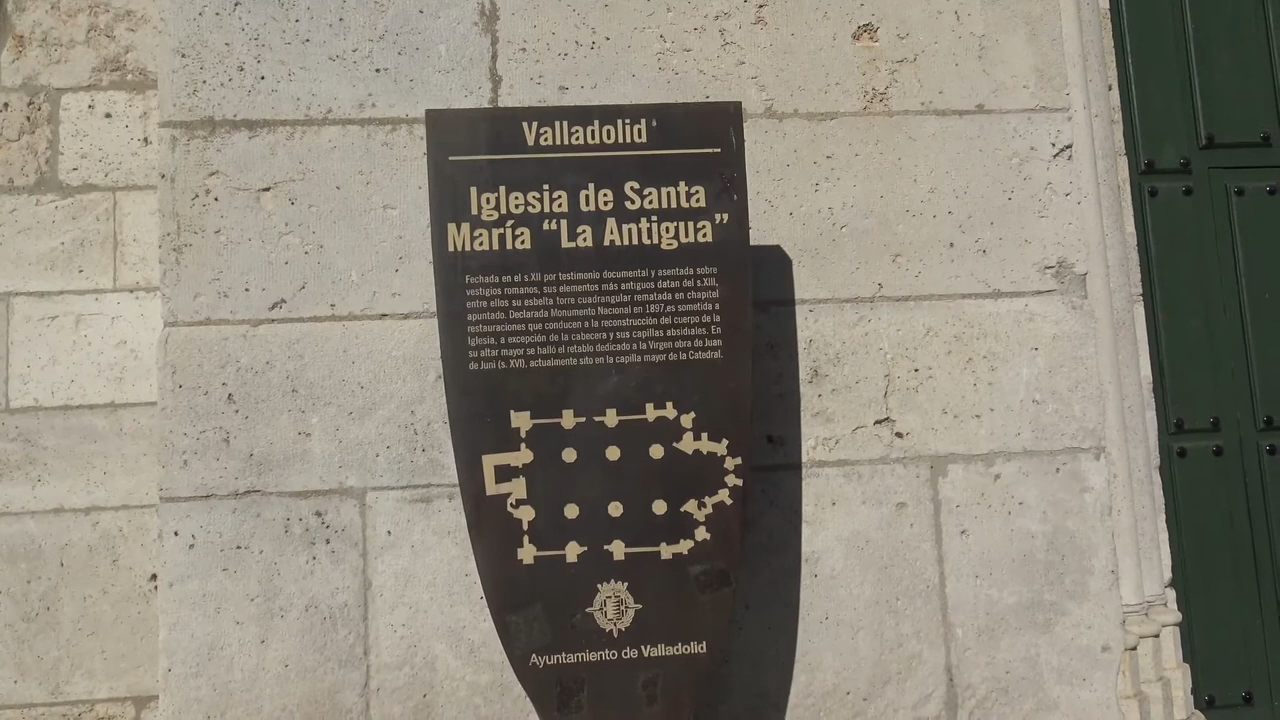 Valladolid
Iglesia de Santa
María “La Antigua”
Fechada en el s.XII por testimonio documental y asentada sobre
vestigios romanos, sus elementos más antiguos datan del s.XIII,
entre ellos su esbelta torre cuadrangular rematada en chapitel
apuntado. Declarada Monumento Nacional en 1897,es sometida a
restauraciones que conducen a la reconstrucción del cuerpo de la
Iglesia, a excepción de la cabecera y sus capillas absidiales. En
su altar mayor se halló el retablo dedicado a la Virgen obra de Juan
de Juni (s. XVI), actualmente sito en la capilla mayor de la Catedral.
Ayuntamiento de Valladolid